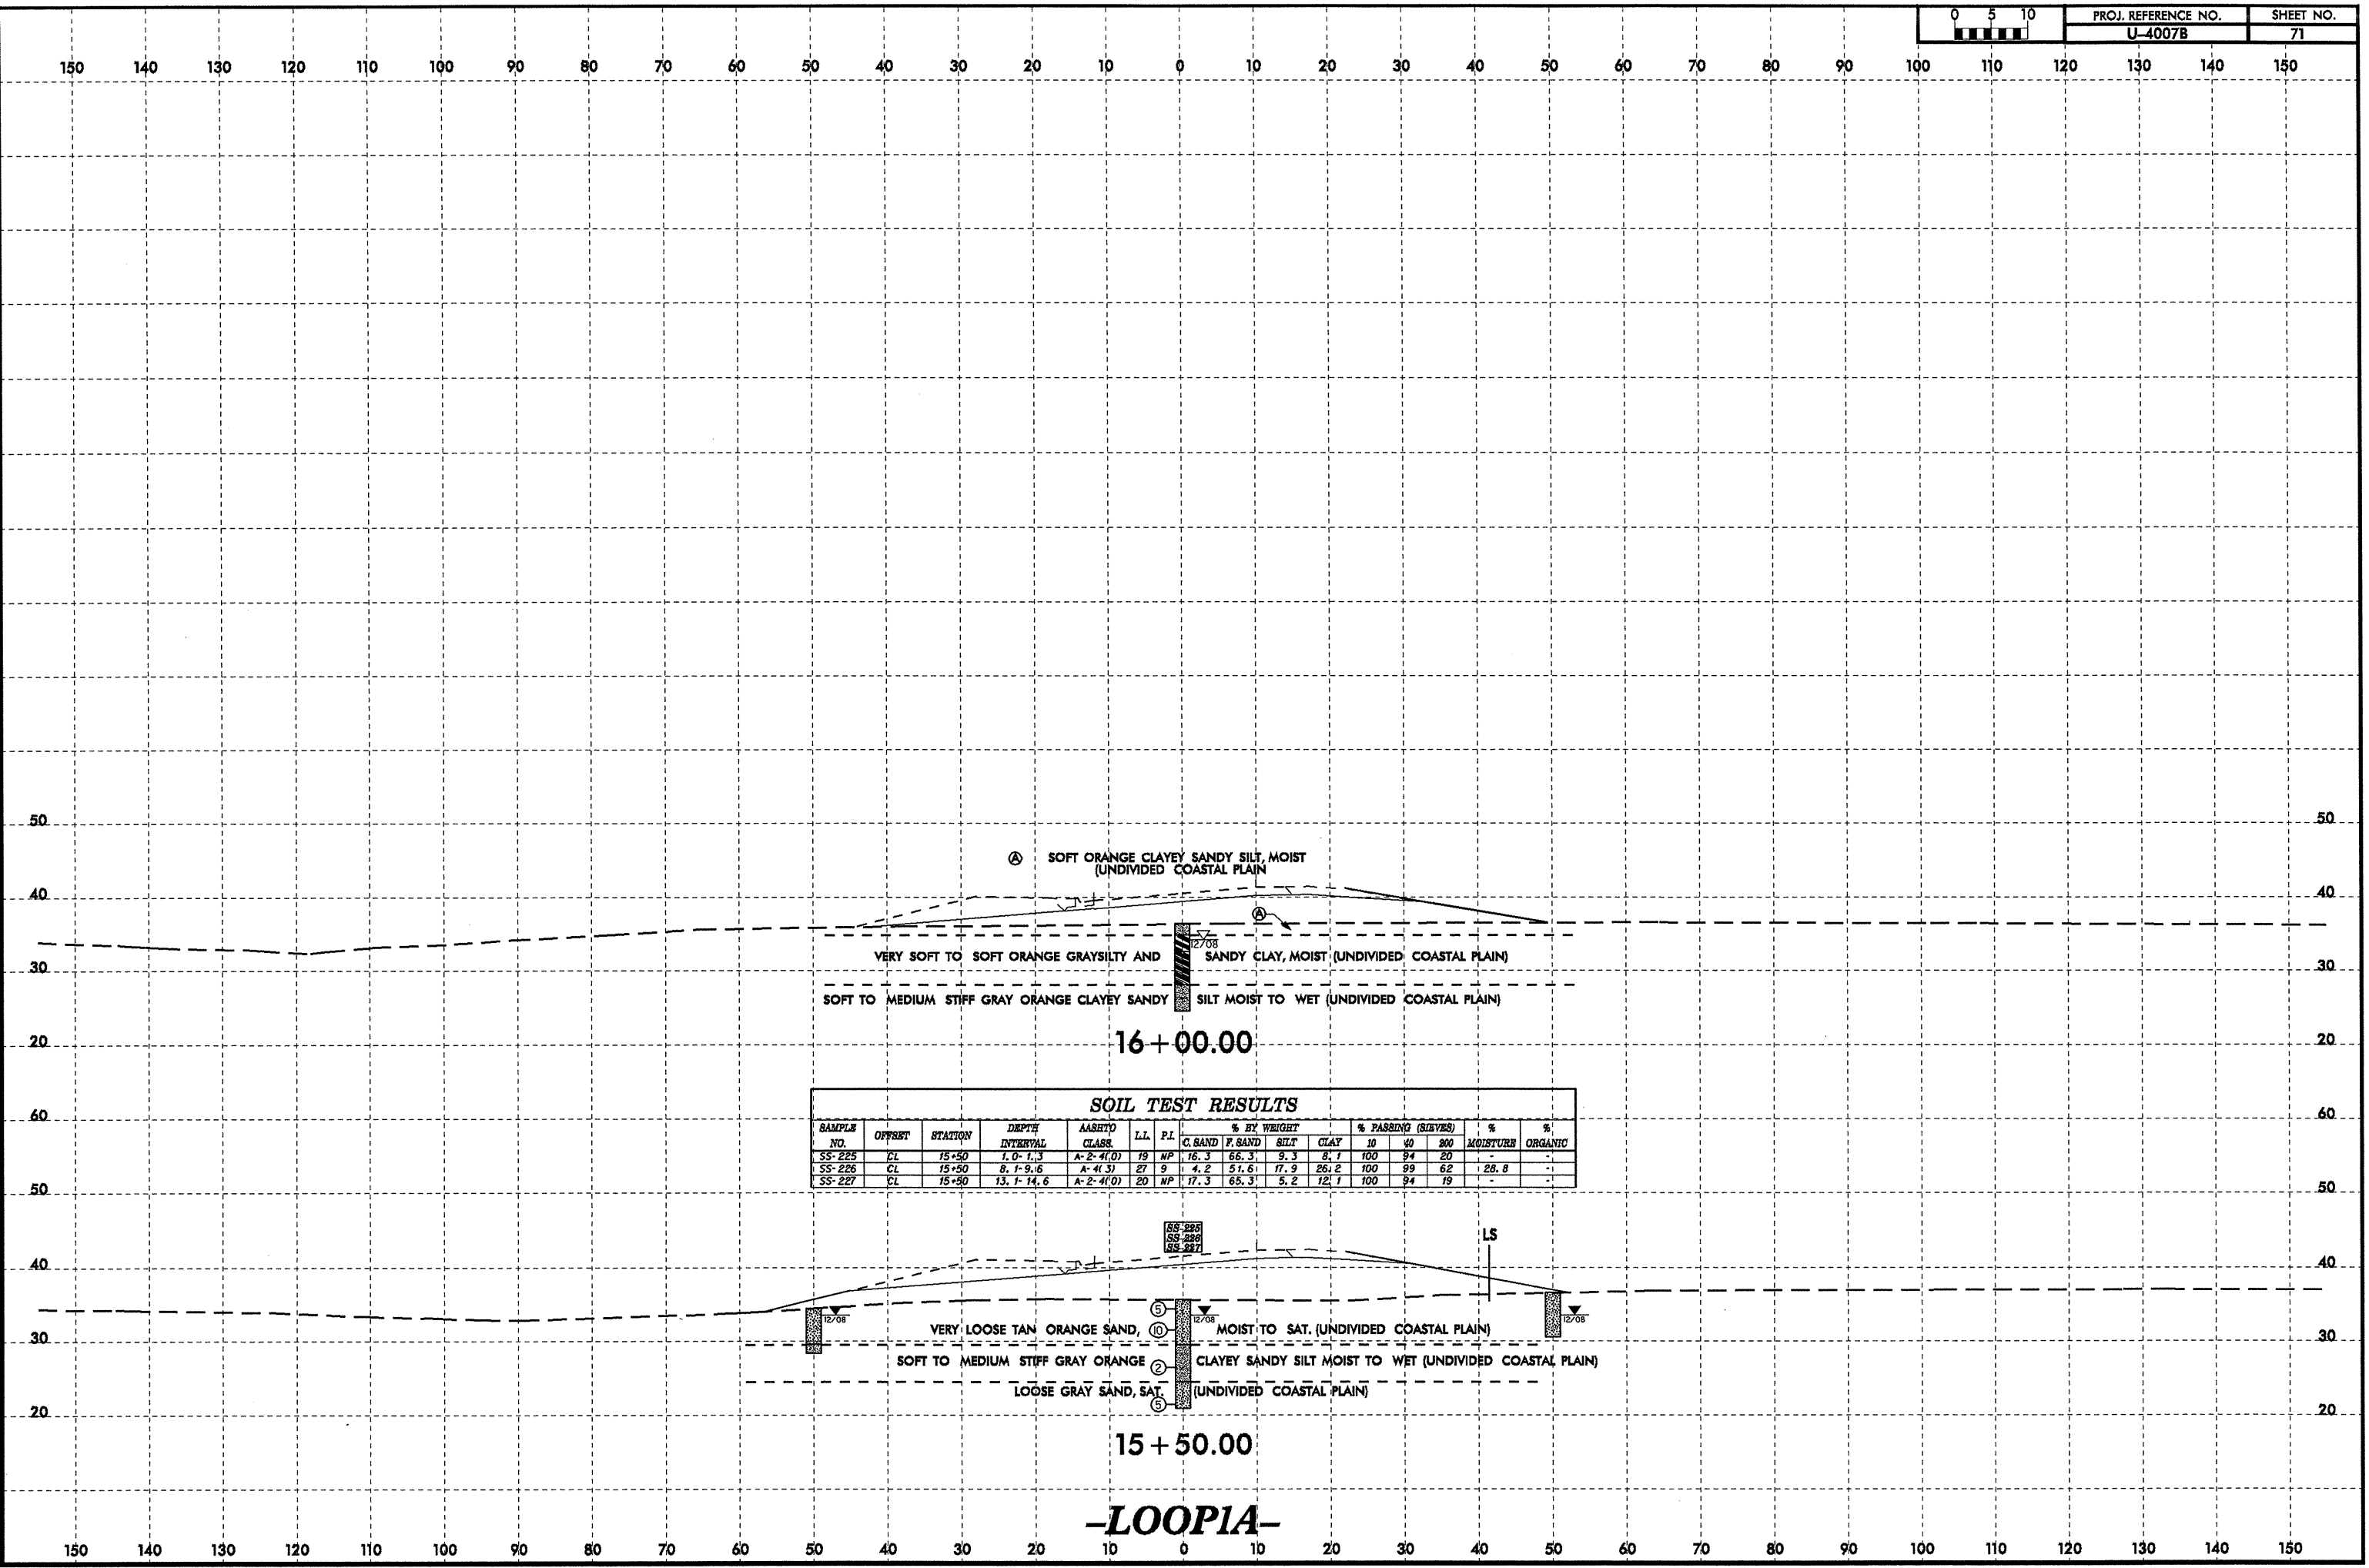 0 5 10
PROJ. REFERENCE NO. SHEET NO.
U-4007B 71
150 140 130 120 110 100 90 80 70 60 50 40 30 20 10 0 10 20 30 40 50 60 70 80 90 100 110 120 130 140 150
50 50
Ⓐ SOFT ORANGE CLAYEY SANDY SILT, MOIST
(UNDIVIDED COASTAL PLAIN
40 40
Ⓐ
12/08
VERY SOFT TO SOFT ORANGE GRAYSILTY AND SANDY CLAY, MOIST (UNDIVIDED COASTAL PLAIN)
30 30
SOFT TO MEDIUM STIFF GRAY ORANGE CLAYEY SANDY SILT MOIST TO WET (UNDIVIDED COASTAL PLAIN)
20 20
16+00.00
60 60
SOIL TEST RESULTS
SAMPLE NO. OFFSET STATION DEPTH INTERVAL AASHTO CLASS. L.L. P.I. % BY WEIGHT % PASSING (SIEVES) % MOISTURE % ORGANIC
C. SAND F. SAND SILT CLAY 10 40 200
SS-225 CL 15+50 1.0-1.3 A-2-4(0) 19 NP 16.3 66.3 9.3 8.1 100 94 20 - -
SS-226 CL 15+50 8.1-9.6 A-4(3) 27 9 4.2 51.6 17.9 26.2 100 99 62 28.8 -
SS-227 CL 15+50 13.1-14.6 A-2-4(0) 20 NP 17.3 65.3 5.2 12.1 100 94 19 - -
50 50
SS-225
SS-226
SS-227
LS
40 40
5
12/08 12/08 12/08
VERY LOOSE TAN ORANGE SAND, 10 MOIST TO SAT. (UNDIVIDED COASTAL PLAIN)
30 30
SOFT TO MEDIUM STIFF GRAY ORANGE 2 CLAYEY SANDY SILT MOIST TO WET (UNDIVIDED COASTAL PLAIN)
LOOSE GRAY SAND, SAT. (UNDIVIDED COASTAL PLAIN)
5
20 20
15+50.00
-LOOP1A-
150 140 130 120 110 100 90 80 70 60 50 40 30 20 10 0 10 20 30 40 50 60 70 80 90 100 110 120 130 140 150